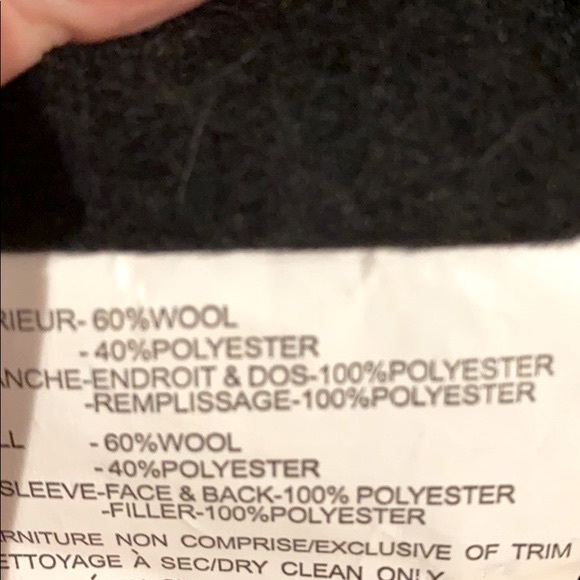 RIEUR- 60%WOOL
- 40%POLYESTER
ANCHE-ENDROIT & DOS-100%POLYESTER
-REMPLISSAGE-100%POLYESTER
LL - 60%WOOL
- 40%POLYESTER
SLEEVE-FACE & BACK-100% POLYESTER
-FILLER-100%POLYESTER
RNITURE NON COMPRISE/EXCLUSIVE OF TRIM
ETTOYAGE À SEC/DRY CLEAN ONLY